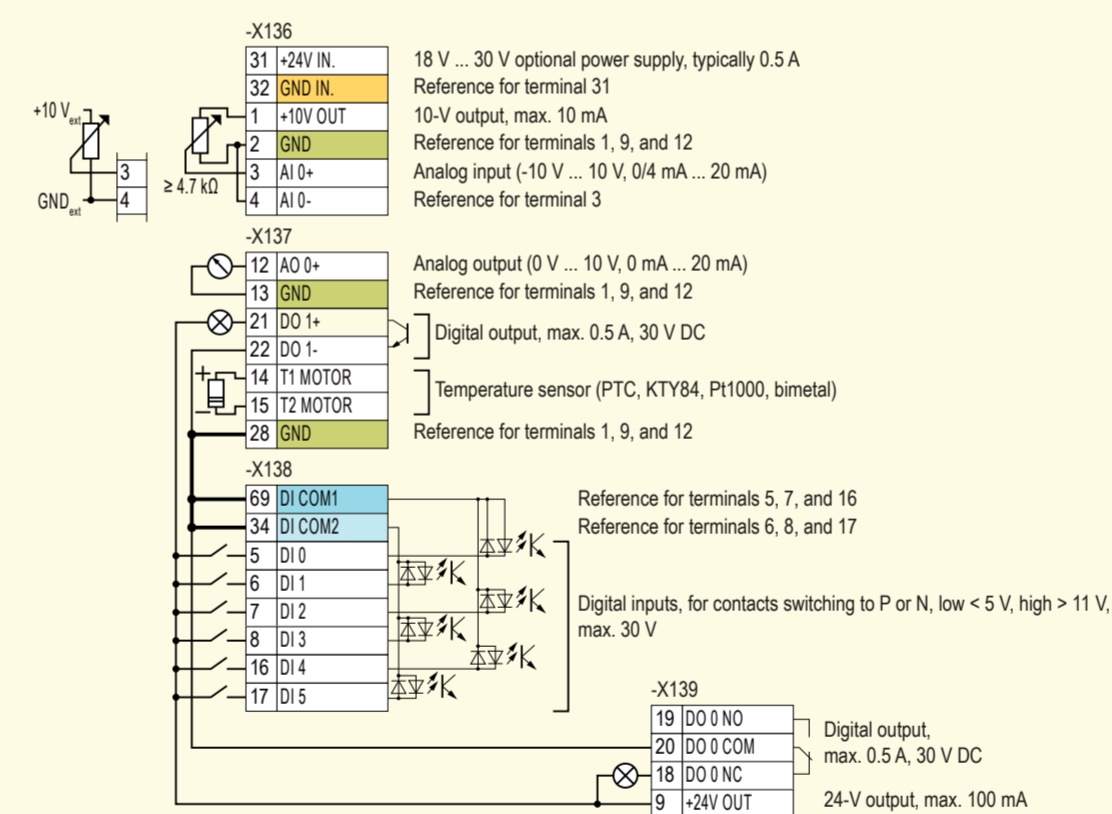 -X136
31 +24V IN. 18 V ... 30 V optional power supply, typically 0.5 A
32 GND IN. Reference for terminal 31
1 +10V OUT 10-V output, max. 10 mA
2 GND Reference for terminals 1, 9, and 12
3 AI 0+ Analog input (-10 V ... 10 V, 0/4 mA ... 20 mA)
4 AI 0- Reference for terminal 3
+10 V ext
3
GND ext 4
≥ 4.7 kΩ
-X137
12 AO 0+ Analog output (0 V ... 10 V, 0 mA ... 20 mA)
13 GND Reference for terminals 1, 9, and 12
21 DO 1+
Digital output, max. 0.5 A, 30 V DC
22 DO 1-
+ 14 T1 MOTOR
Temperature sensor (PTC, KTY84, Pt1000, bimetal)
− 15 T2 MOTOR
28 GND Reference for terminals 1, 9, and 12
-X138
69 DI COM1 Reference for terminals 5, 7, and 16
34 DI COM2 Reference for terminals 6, 8, and 17
5 DI 0
6 DI 1
7 DI 2
Digital inputs, for contacts switching to P or N, low < 5 V, high > 11 V,
max. 30 V
8 DI 3
16 DI 4
17 DI 5
-X139
19 DO 0 NO
Digital output,
20 DO 0 COM
max. 0.5 A, 30 V DC
18 DO 0 NC
9 +24V OUT 24-V output, max. 100 mA